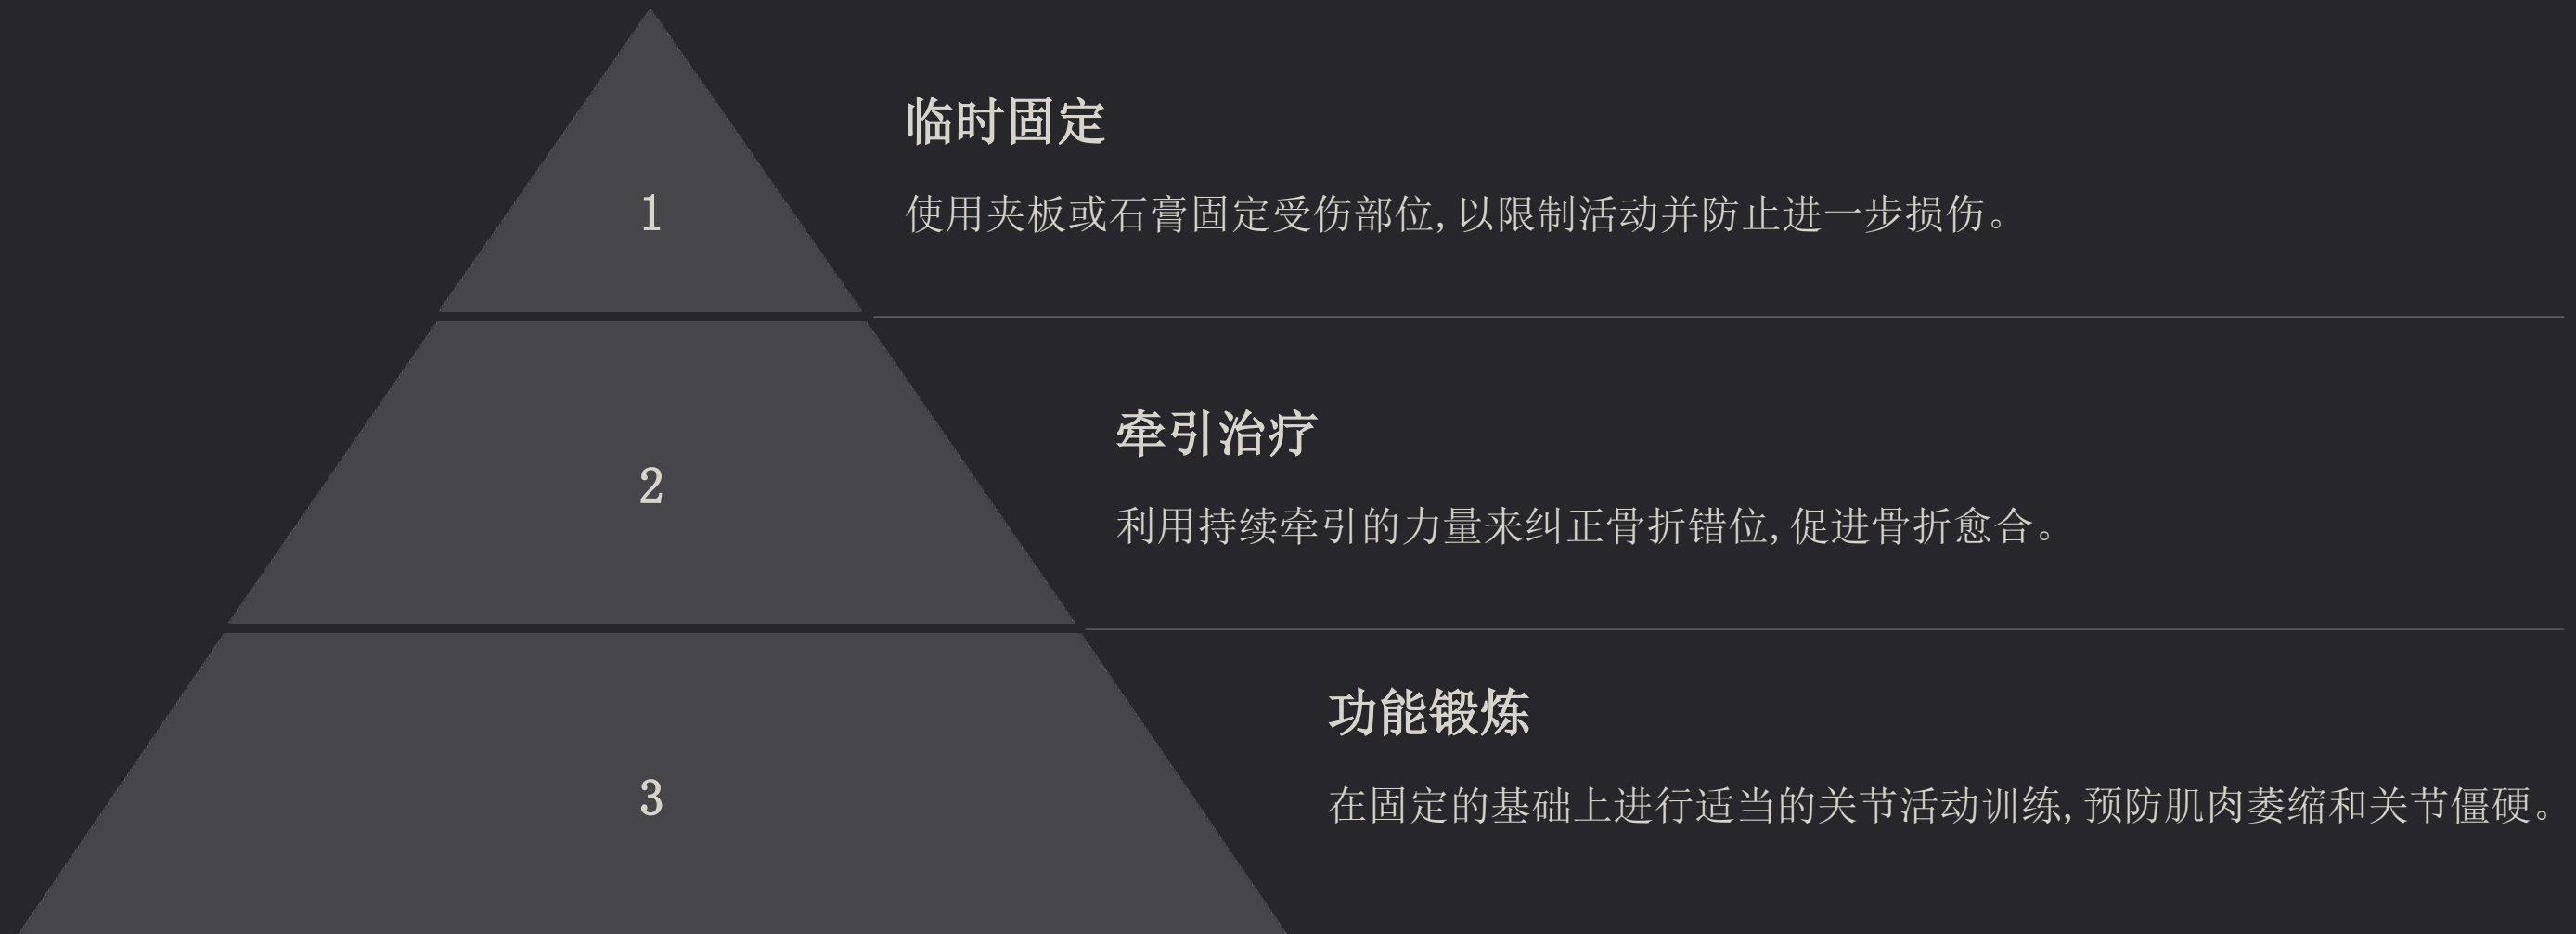 临时固定
1
使用夹板或石膏固定受伤部位,以限制活动并防止进一步损伤。
牵引治疗
2
利用持续牵引的力量来纠正骨折错位,促进骨折愈合。
功能锻炼
3
在固定的基础上进行适当的关节活动训练,预防肌肉萎缩和关节僵硬。